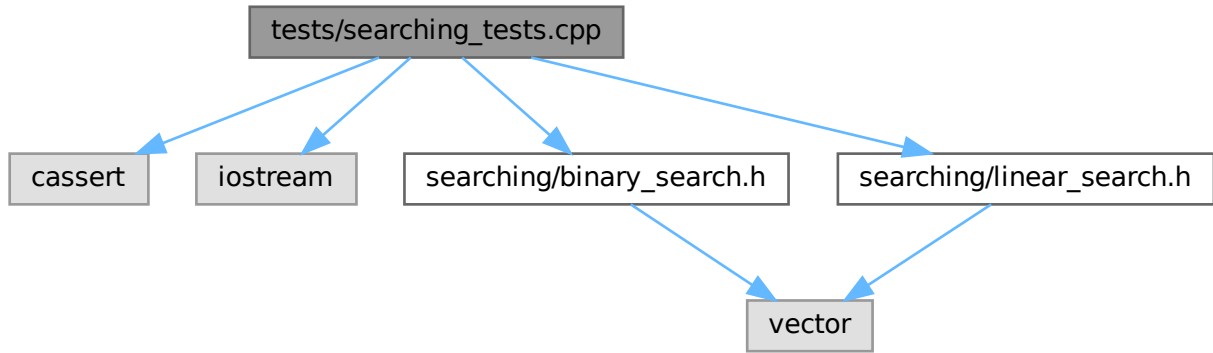 tests/searching_tests.cpp
cassert
iostream
searching/binary_search.h
searching/linear_search.h
vector